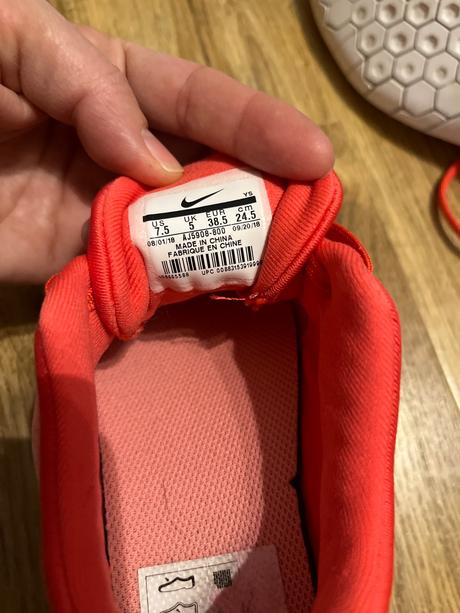 YS
US UK EUR cm
7.5 5 38.5 24.5
08/01/18 AJ5908-800 09/20/18
MADE IN CHINA
FABRIQUE EN CHINE
UPC